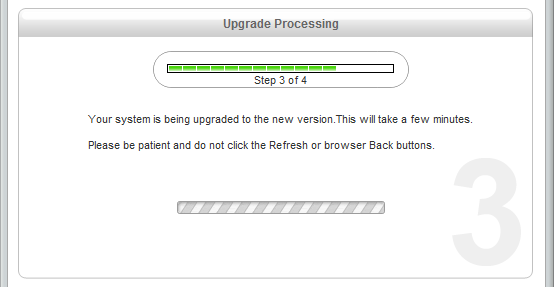 Upgrade Processing
Step 3 of 4
Your system is being upgraded to the new version.This will take a few minutes.
Please be patient and do not click the Refresh or browser Back buttons.
3